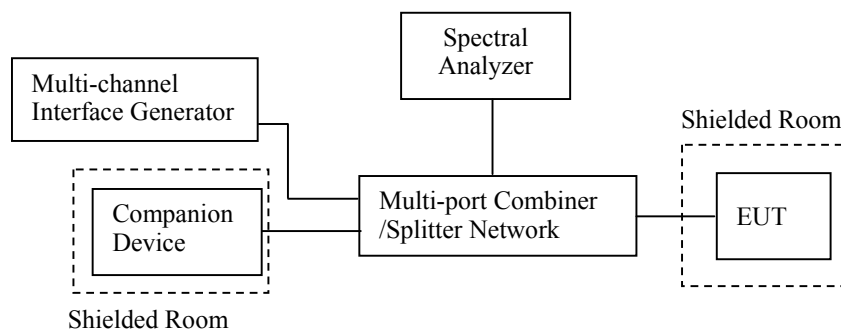 Spectral
Analyzer
Multi-channel
Interface Generator
Shielded Room
Multi-port Combiner
/Splitter Network
Companion
Device
EUT
Shielded Room